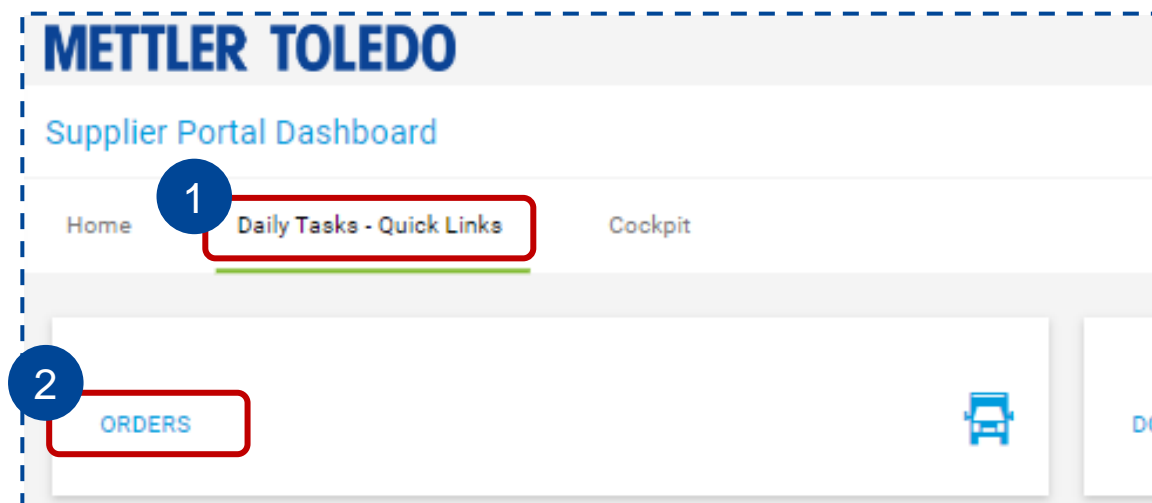 METTLER TOLEDO
Supplier Portal Dashboard
1
Home Daily Tasks - Quick Links Cockpit
2
ORDERS